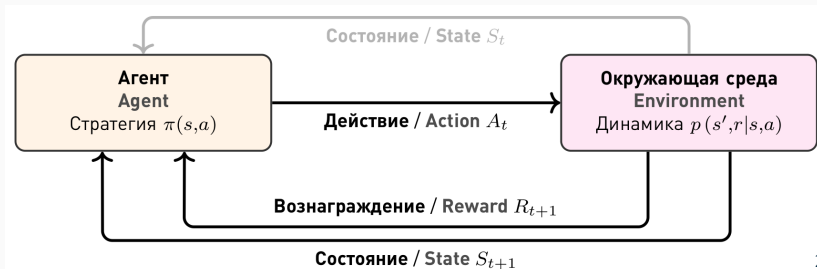 Состояние / State S_t
Агент
Agent
Стратегия π(s,a)
Окружающая среда
Environment
Динамика p(s′,r|s,a)
Действие / Action A_t
Вознаграждение / Reward R_{t+1}
Состояние / State S_{t+1}